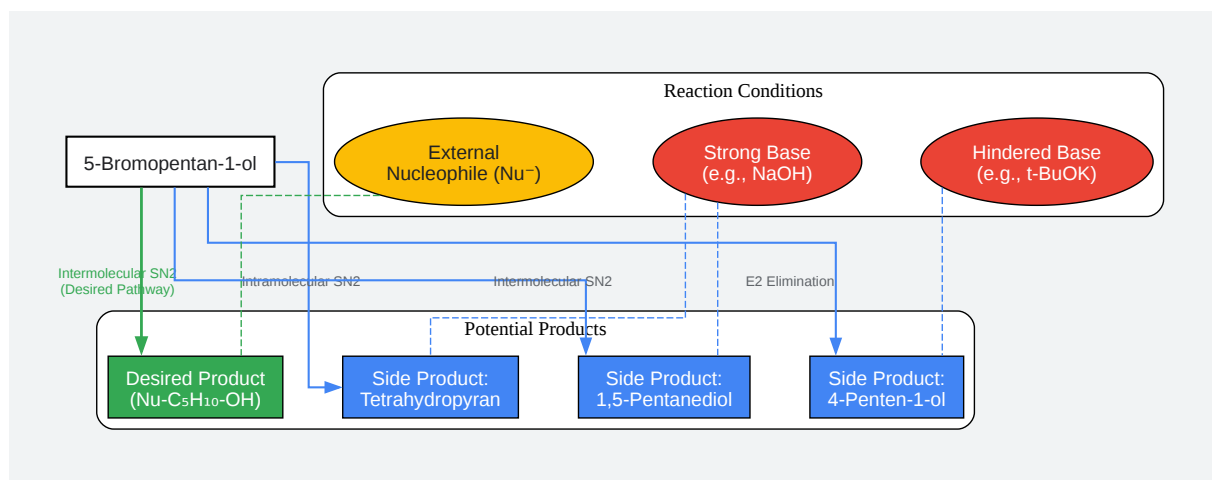 Reaction Conditions
5-Bromopentan-1-ol
External
Nucleophile (Nu⁻)
Strong Base
(e.g., NaOH)
Hindered Base
(e.g., t-BuOK)
Intermolecular SN2
(Desired Pathway)
Intramolecular SN2
Intermolecular SN2
E2 Elimination
Potential Products
Desired Product
(Nu-C₅H₁₀-OH)
Side Product:
Tetrahydropyran
Side Product:
1,5-Pentanediol
Side Product:
4-Penten-1-ol